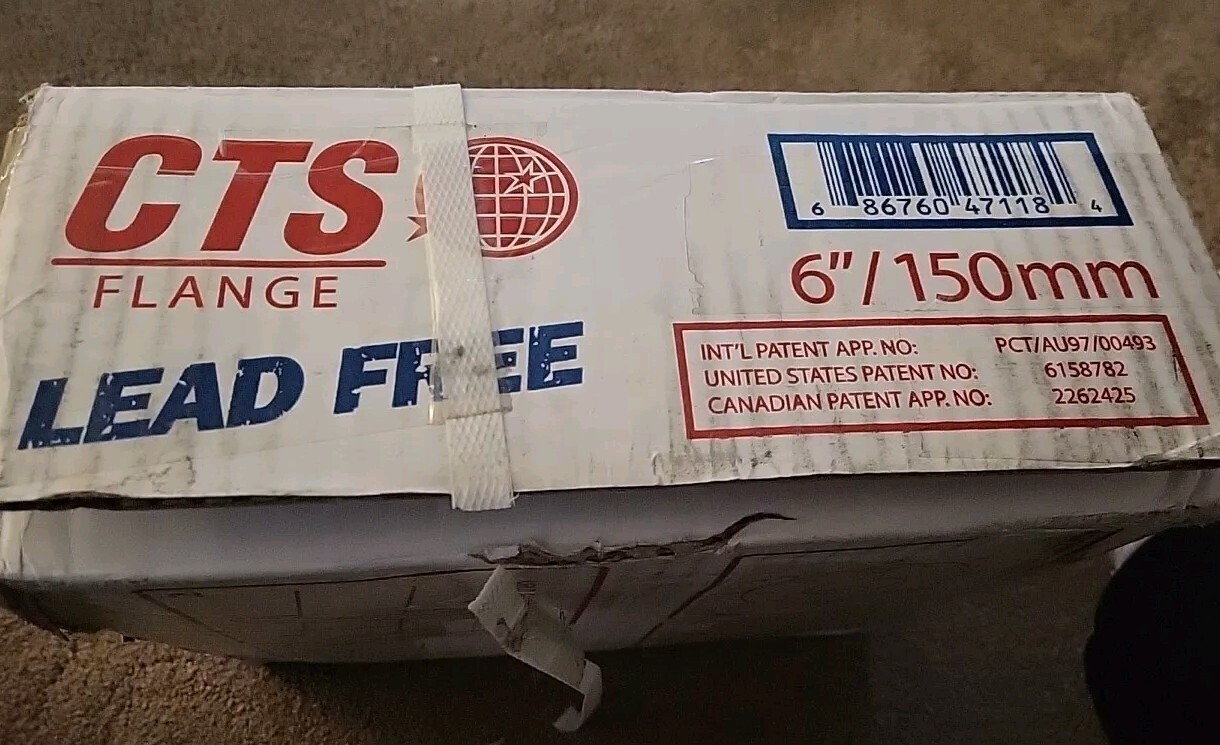 CTS
FLANGE
LEAD FREE
6 86760 47118 4
6"/150mm
INT'L PATENT APP. NO: PCT/AU97/00493
UNITED STATES PATENT NO: 6158782
CANADIAN PATENT APP. NO: 2262425